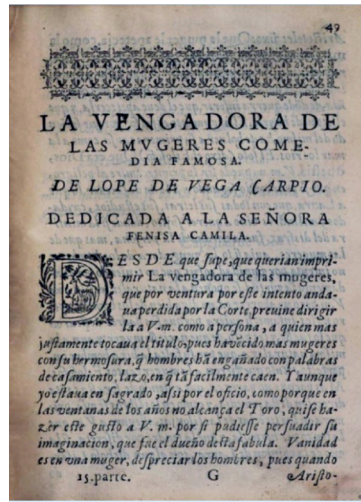 49
LA VENGADORA DE
LAS MVGERES COME-
DIA FAMOSA.
DE LOPE DE VEGA CARPIO.
DEDICADA A LA SEÑORA
FENISA CAMILA.
DESDE que supe, que querian impri-
mir La vengadora de las mugeres,
que por ventura por este intento anda-
ua perdida por la Corte, preuine dirigir
la a V.m. como a persona, a quien mas
justamente tocaua el titulo, pues ha vẽcido mas mugeres
con su hermosura, q̃ hombres hã engañado con palabras
de casamiento, lazo, en q̃ tã facilmente caen. Y aunque
yo estaua en sagrado, assi por el oficio, como porque en
las ventanas de los años no alcança el Toro, quise ha-
zer este gusto a V. m. por si pudiesse persuadir su
imaginacion, que fue el dueño desta fabula. Vanidad
es en vna muger, despreciar los hombres, pues quando
15.parte. G Aristo-